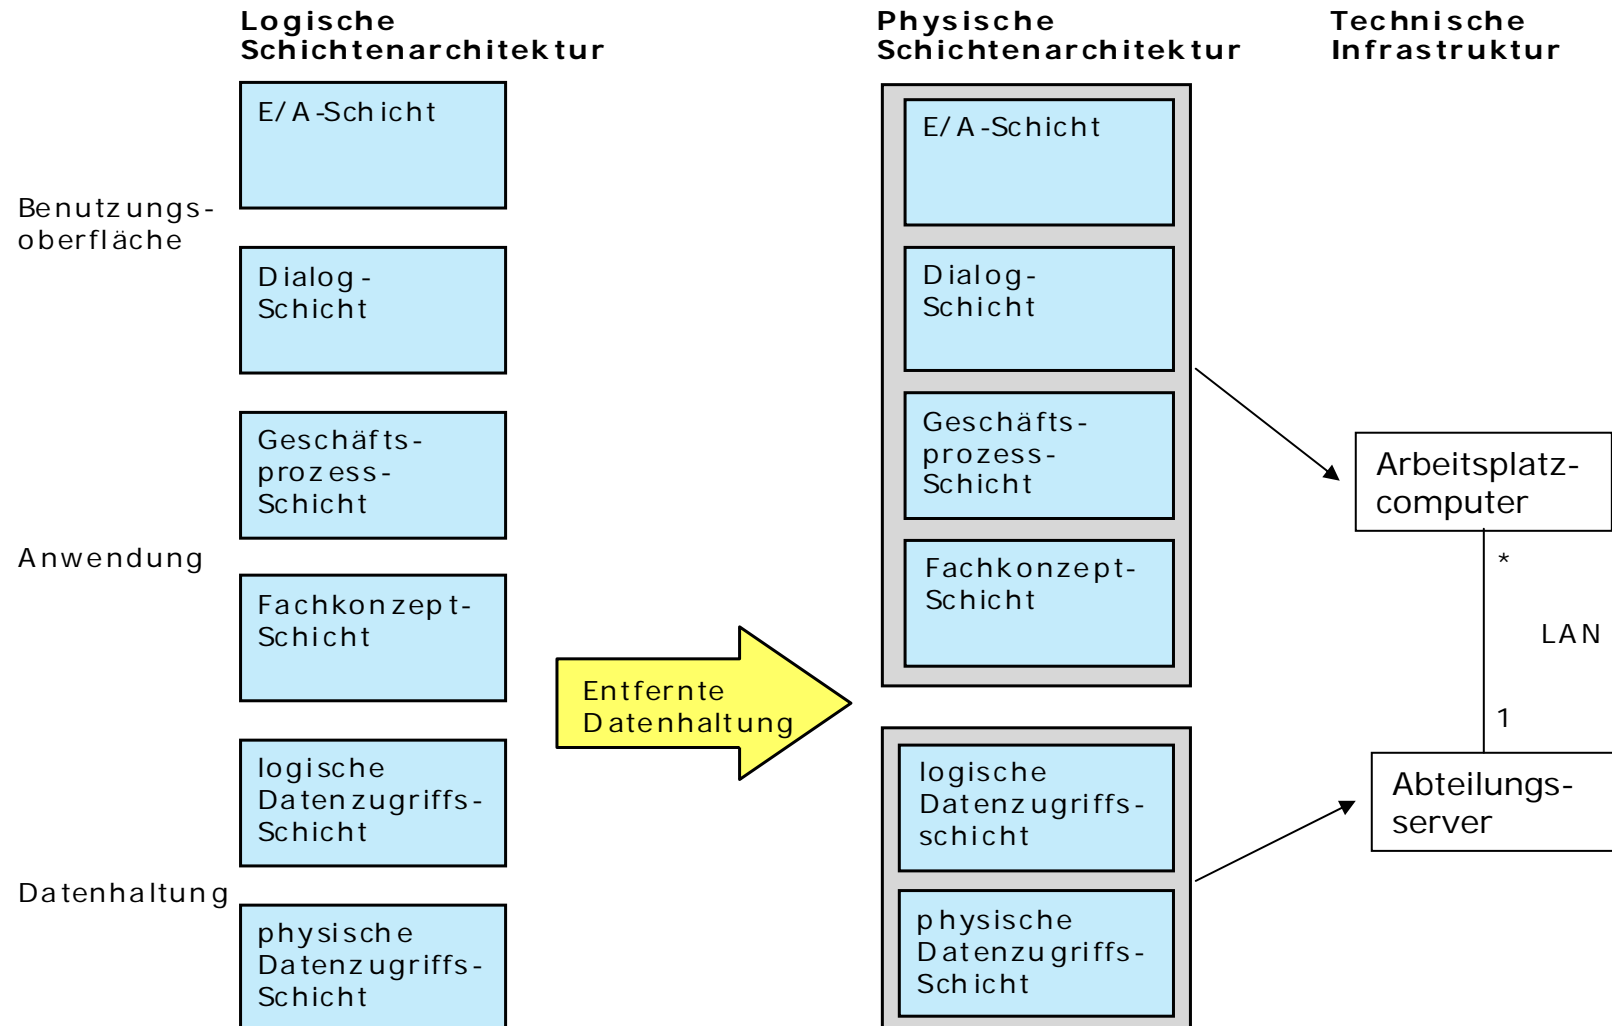 Logische
Schichtenarchitektur
Physische
Schichtenarchitektur
Technische
Infrastruktur
Benutzungs-
oberfläche
Anwendung
Datenhaltung
E/A-Schicht
Dialog-
Schicht
Geschäfts-
prozess-
Schicht
Fachkonzept-
Schicht
logische
Datenzugriffs-
Schicht
physische
Datenzugriffs-
Schicht
Entfernte
Datenhaltung
E/A-Schicht
Dialog-
Schicht
Geschäfts-
prozess-
Schicht
Fachkonzept-
Schicht
logische
Datenzugriffs-
schicht
physische
Datenzugriffs-
Schicht
Arbeitsplatz-
computer
*
LAN
1
Abteilungs-
server